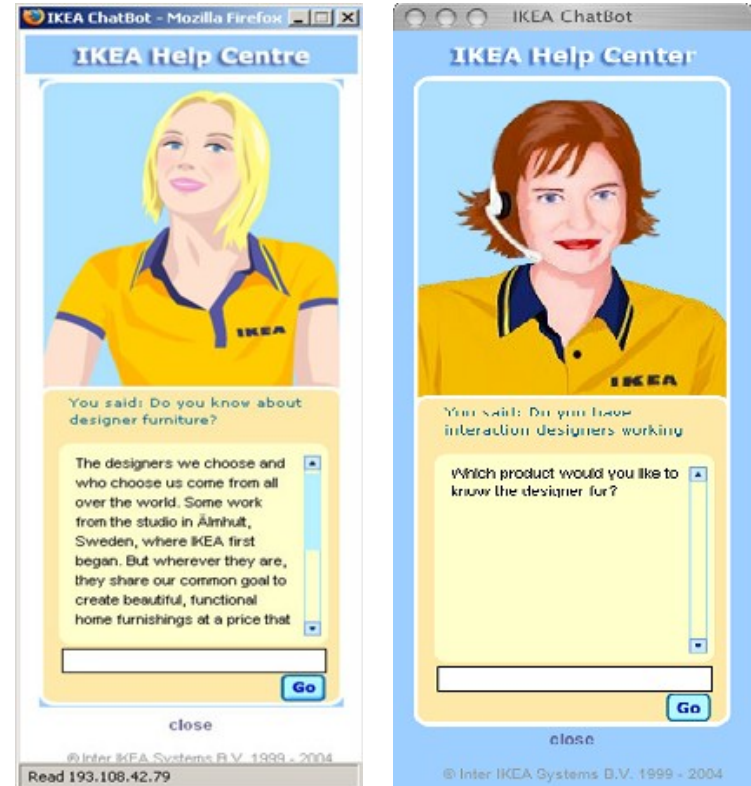 IKEA ChatBot - Mozilla Firefox
IKEA Help Centre
IKEA
You said: Do you know about
designer furniture?
The designers we choose and
who choose us come from all
over the world. Some work
from the studio in Älmhult,
Sweden, where IKEA first
began. But wherever they are,
they share our common goal to
create beautiful, functional
home furnishings at a price that
Go
close
© Inter IKEA Systems B.V. 1999 - 2004
Read 193.108.42.79
IKEA ChatBot
IKEA Help Center
IKEA
You said: Do you have
interaction designers working
Which product would you like to
know the designer for?
Go
close
© Inter IKEA Systems B.V. 1999 - 2004